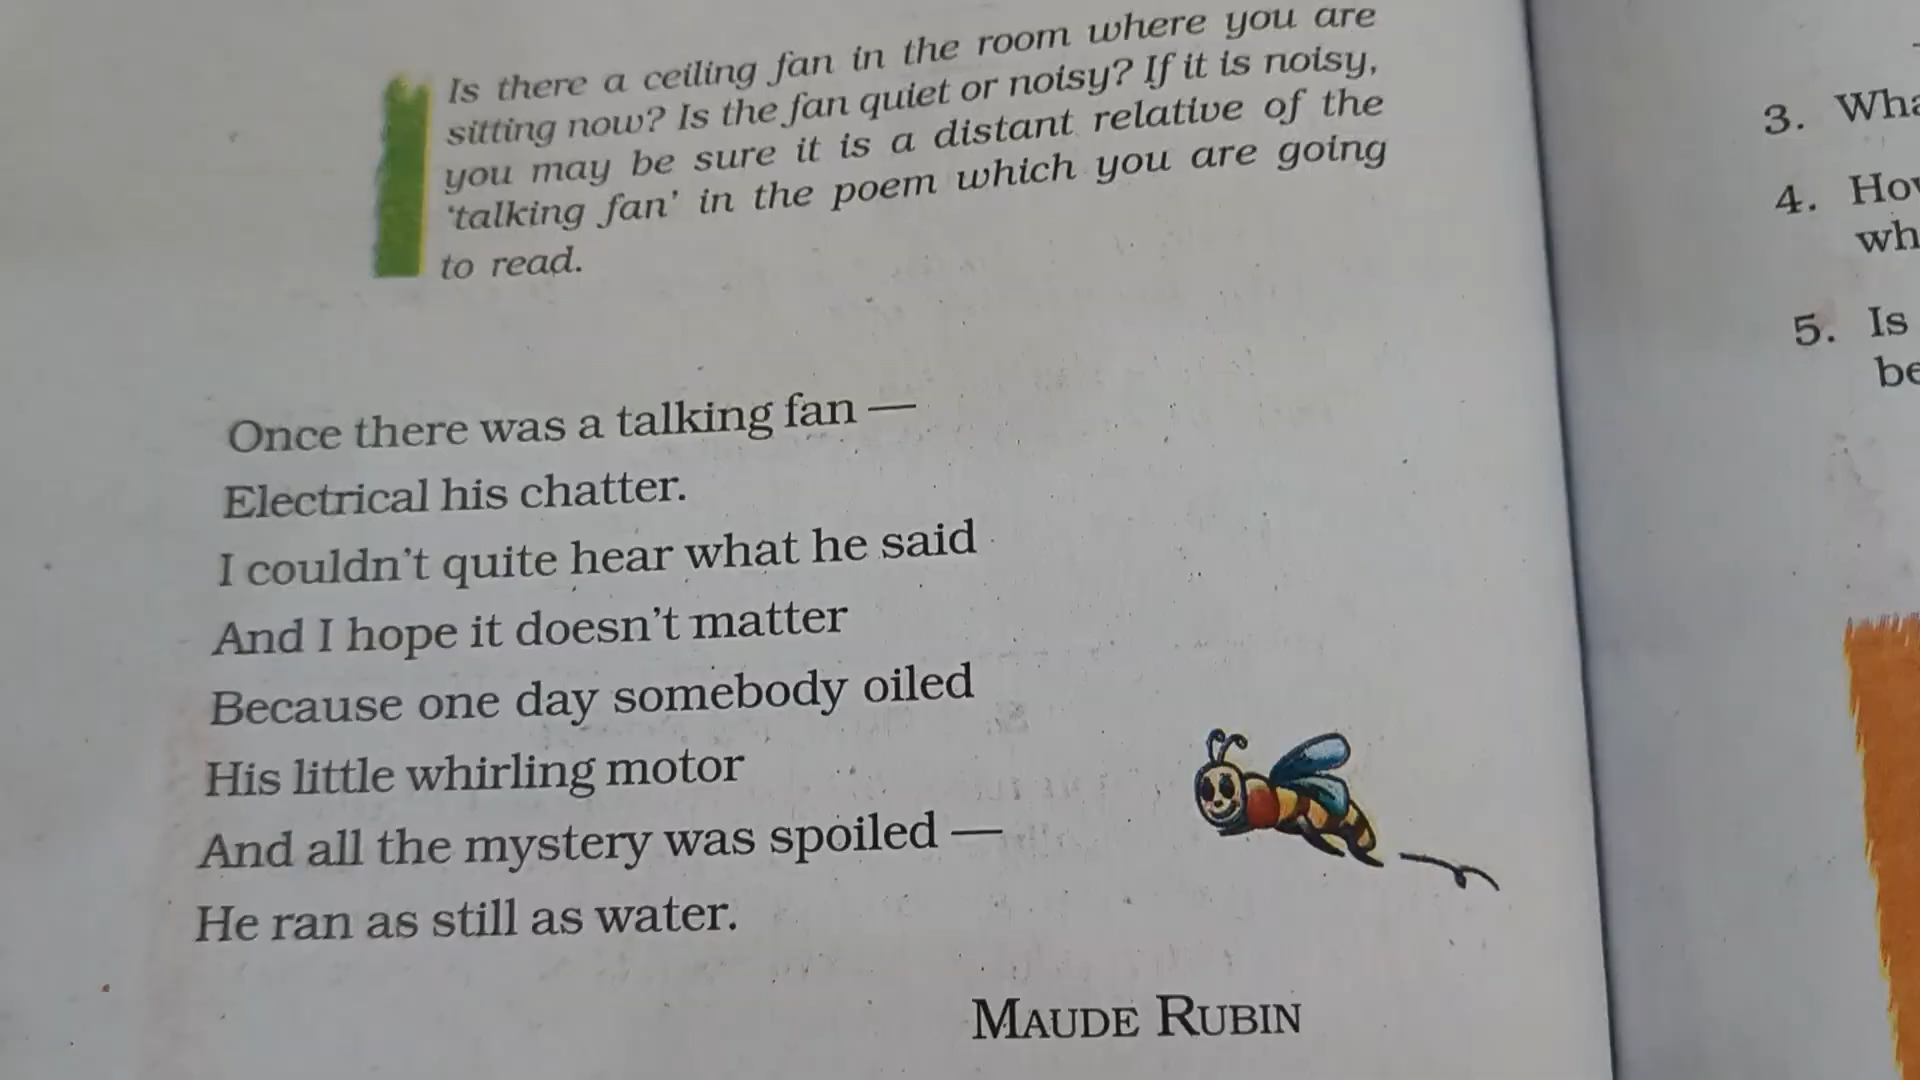 Is there a ceiling fan in the room where you are
sitting now? Is the fan quiet or noisy? If it is noisy,
you may be sure it is a distant relative of the
‘talking fan’ in the poem which you are going
to read.
Once there was a talking fan —
Electrical his chatter.
I couldn’t quite hear what he said
And I hope it doesn’t matter
Because one day somebody oiled
His little whirling motor
And all the mystery was spoiled —
He ran as still as water.
MAUDE RUBIN
3.
4.
wh
5. Is
be